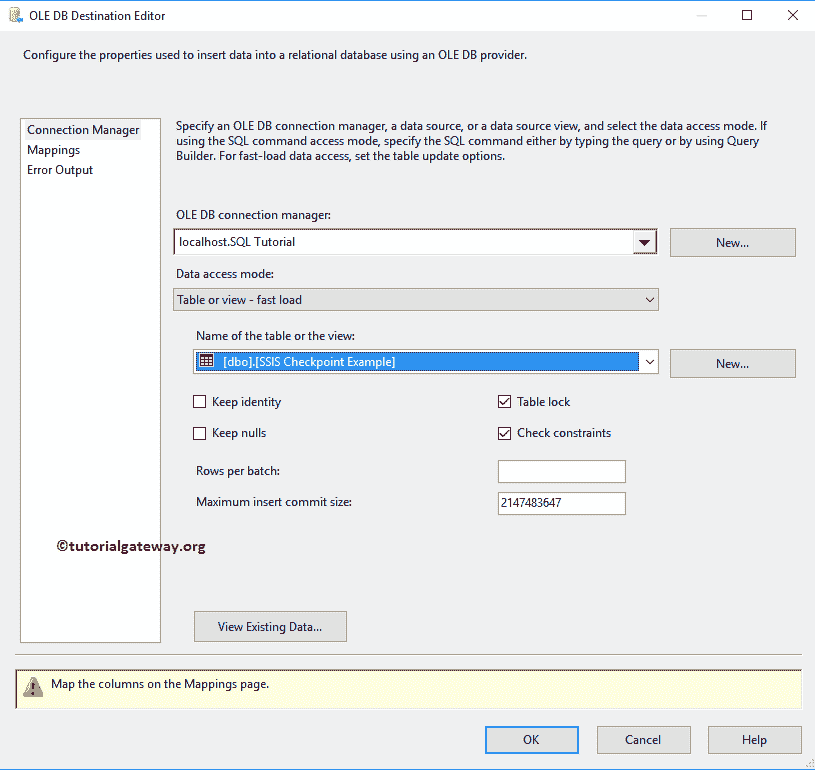 OLE DB Destination Editor
Configure the properties used to insert data into a relational database using an OLE DB provider.
Connection Manager
Mappings
Error Output
Specify an OLE DB connection manager, a data source, or a data source view, and select the data access mode. If
using the SQL command access mode, specify the SQL command either by typing the query or by using Query
Builder. For fast-load data access, set the table update options.
OLE DB connection manager:
localhost.SQL Tutorial
New...
Data access mode:
Table or view - fast load
Name of the table or the view:
[dbo].[SSIS Checkpoint Example]
New...
Keep identity
Table lock
Keep nulls
Check constraints
Rows per batch:
Maximum insert commit size:
2147483647
©tutorialgateway.org
View Existing Data...
Map the columns on the Mappings page.
OK
Cancel
Help